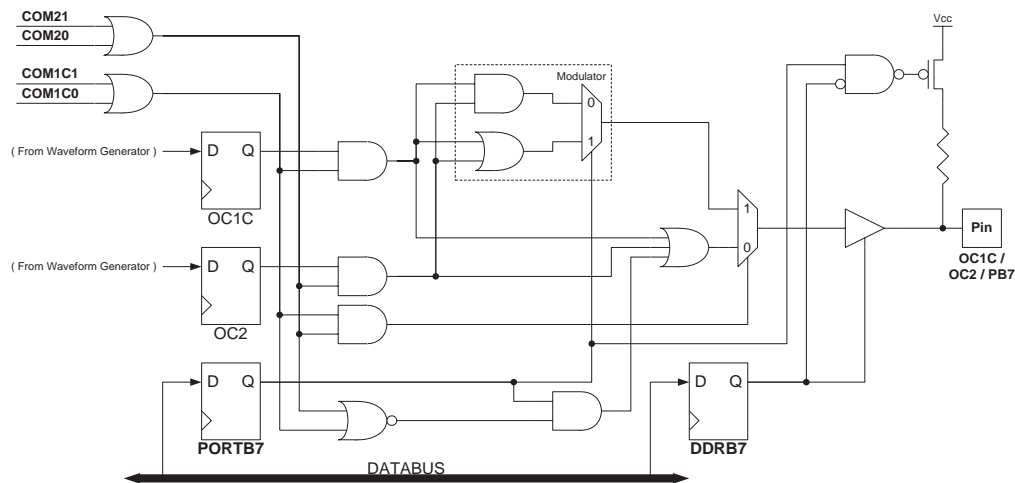 COM21
COM20
COM1C1
COM1C0
Vcc
Modulator
0
1
( From Waveform Generator )
D Q
OC1C
1
0
Pin
OC1C /
OC2 / PB7
( From Waveform Generator )
D Q
OC2
D Q
PORTB7
D Q
DDRB7
DATABUS